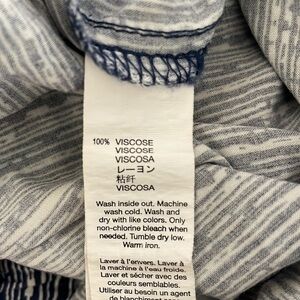 100% VISCOSE
VISCOSE
VISCOSA
レーヨン
粘纤
VISCOSA
Wash inside out. Machine
wash cold. Wash and
dry with like colors. Only
non-chlorine bleach when
needed. Tumble dry low.
Warm iron.
Laver à l'envers. Laver à
la machine à l'eau froide.
Laver et sécher avec des
couleurs semblables.
Utiliser au besoin un agent
de blanchiment